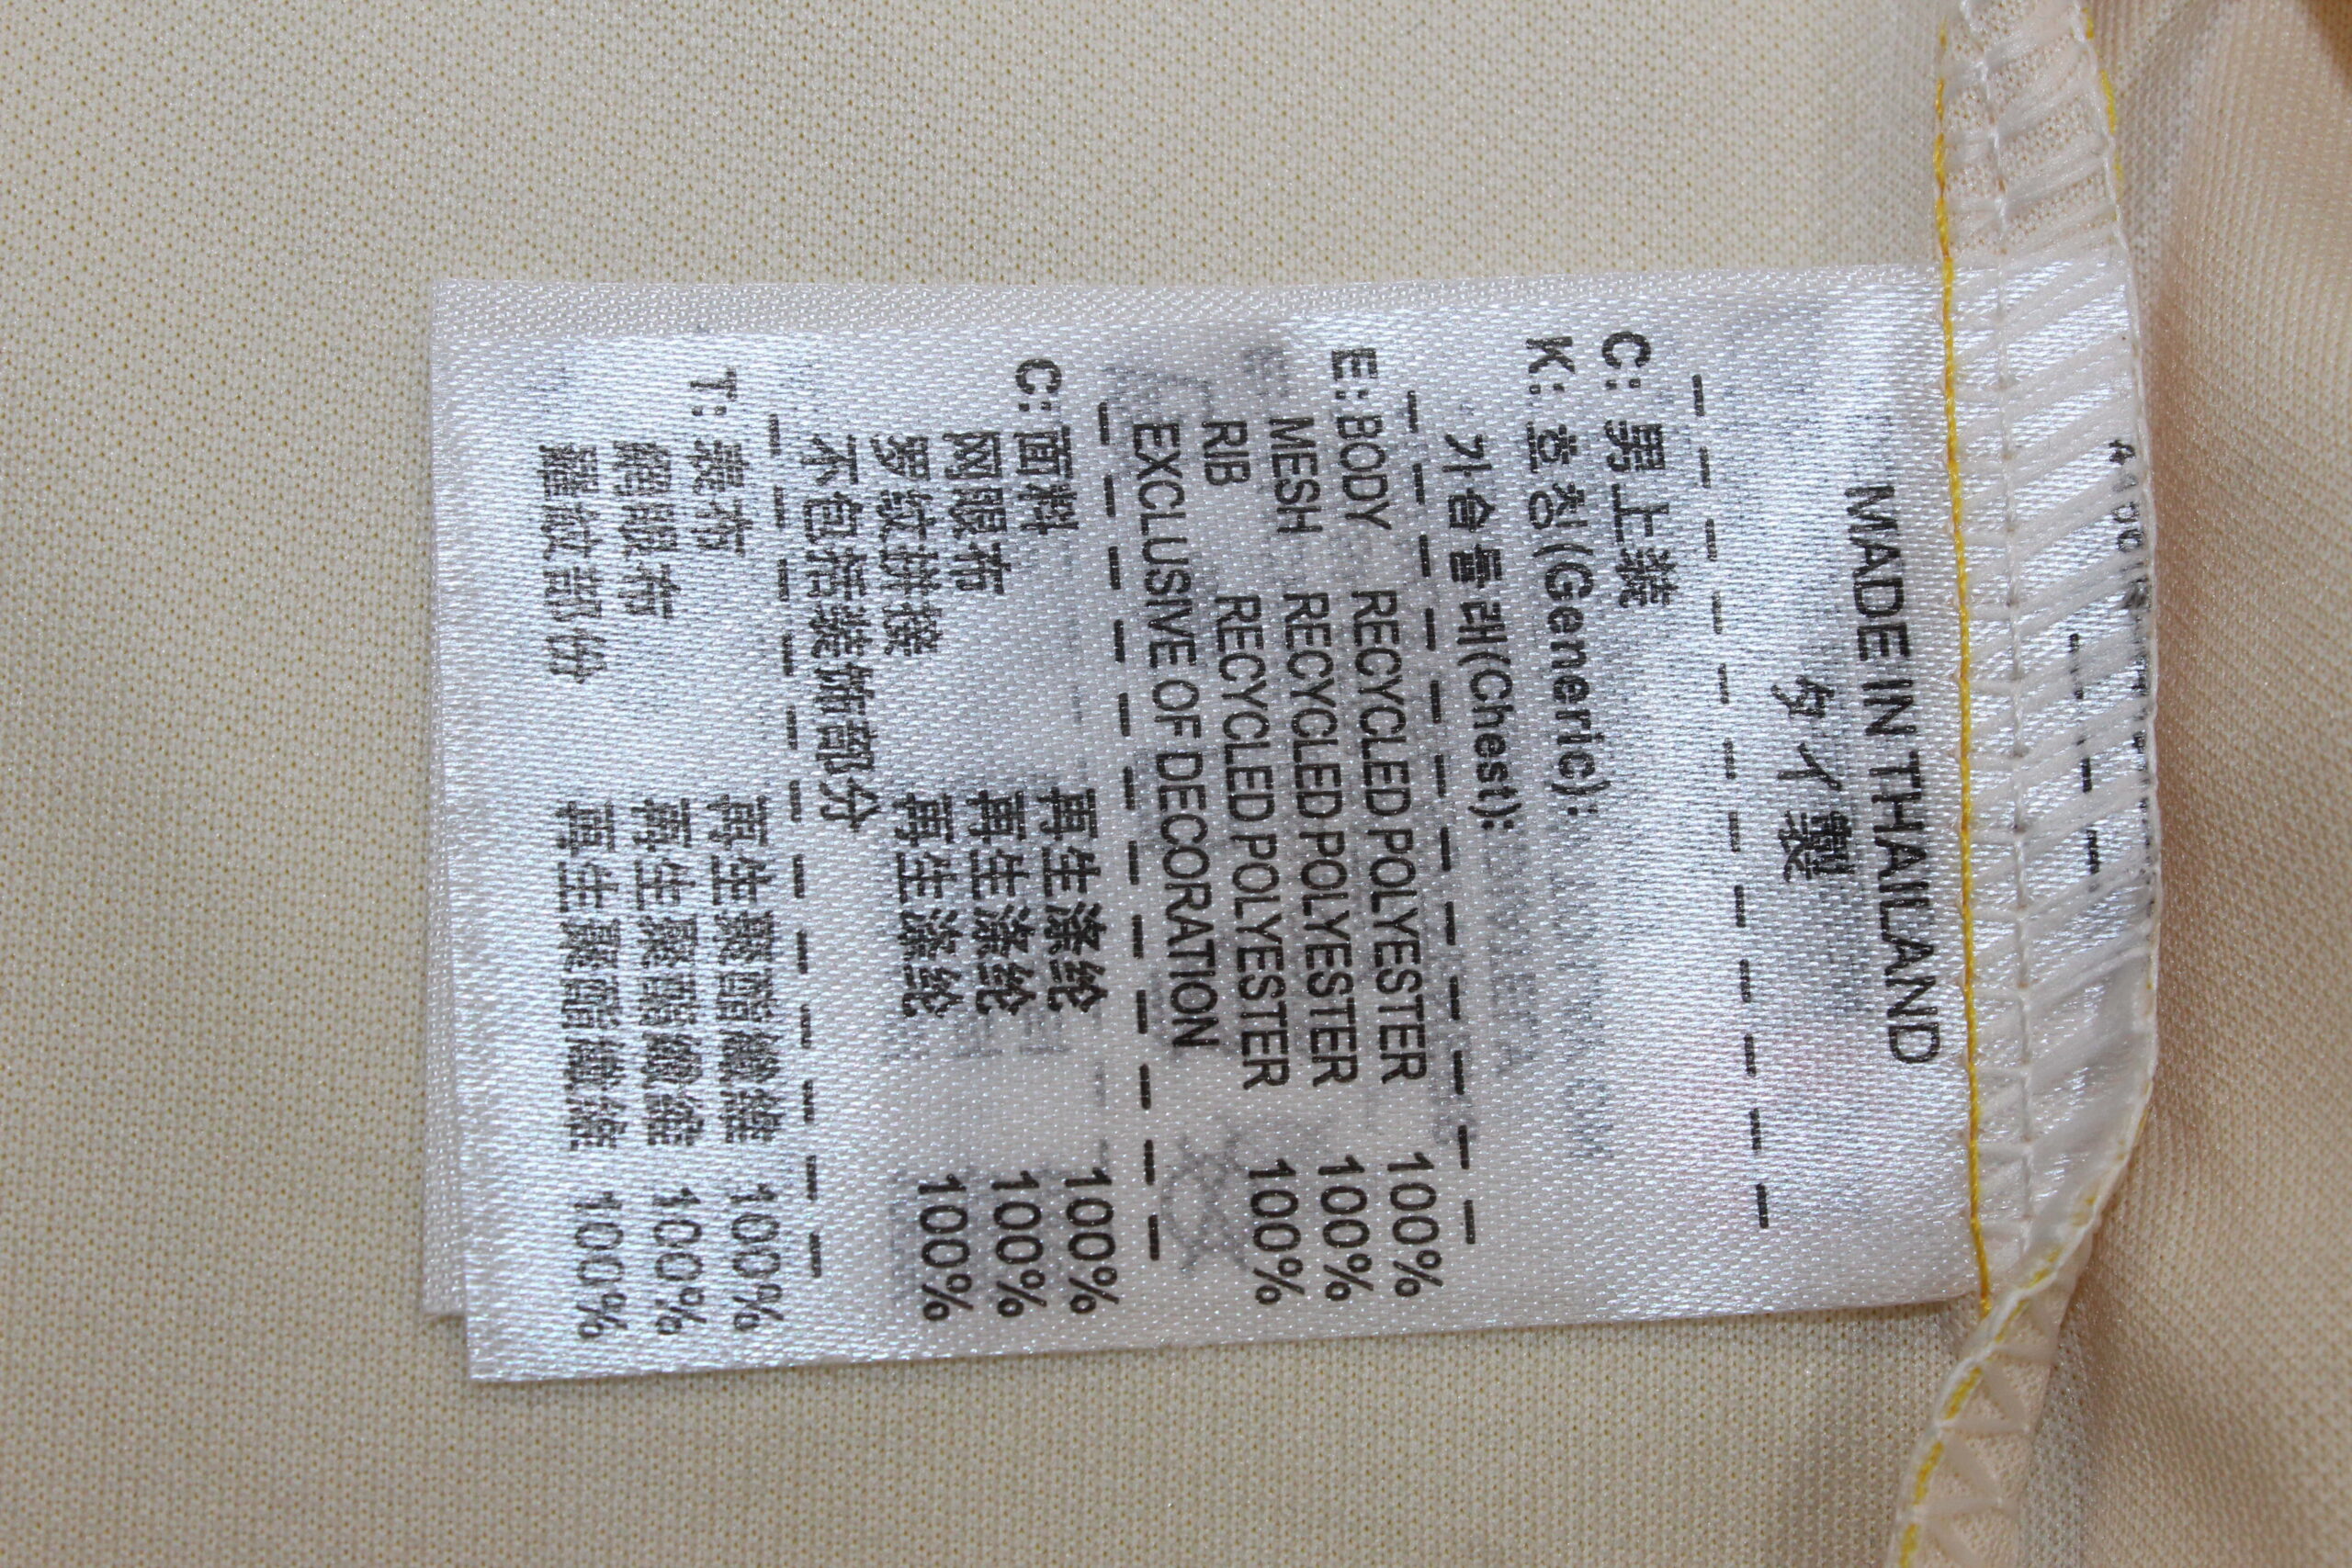 MADE IN THAILAND
タイ製
C: 男上装
K: 호칭(Generic):
가슴둘레(Chest):
E: BODY RECYCLED POLYESTER 100%
MESH RECYCLED POLYESTER 100%
RIB RECYCLED POLYESTER 100%
EXCLUSIVE OF DECORATION
C: 面料 再生涤纶 100%
网眼布 再生涤纶 100%
罗纹拼接 再生涤纶 100%
不包括装饰部分
T: 表布 再生聚酯纖維 100%
網眼布 再生聚酯纖維 100%
羅紋部份 再生聚酯纖維 100%